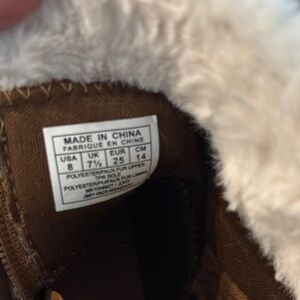 MADE IN CHINA
FABRIQUE EN CHINE
USA UK EUR CM
8 7½ 25 14
POLYESTER/FAUX FUR UPPER
TPR SOLE
POLYESTER/FAUX FUR LINING